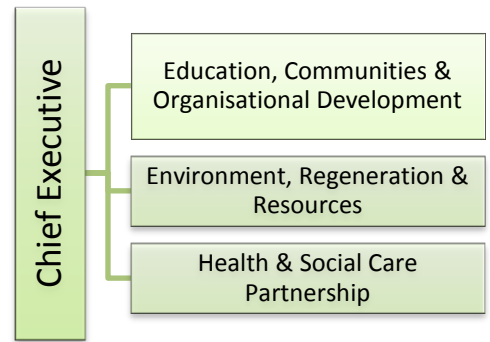 Chief Executive
Education, Communities &
Organisational Development
Environment, Regeneration &
Resources
Health & Social Care
Partnership